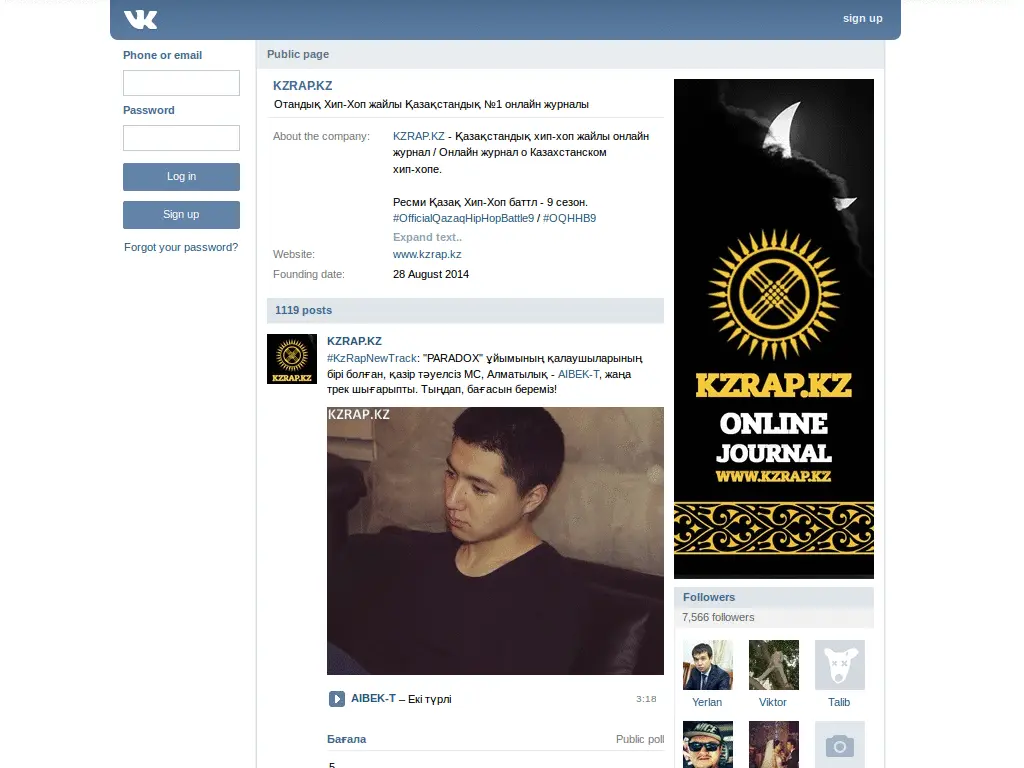 sign up
Phone or email
Password
Log in
Sign up
Forgot your password?
Public page
KZRAP.KZ
Отандық Хип-Хоп жайлы Қазақстандық №1 онлайн журналы
About the company:
KZRAP.KZ - Қазақстандық хип-хоп жайлы онлайн
журнал / Онлайн журнал о Казахстанском
хип-хопе.
Ресми Қазақ Хип-Хоп баттл - 9 сезон.
#OfficialQazaqHipHopBattle9 / #OQHHB9
Expand text..
Website:
www.kzrap.kz
Founding date:
28 August 2014
1119 posts
KZRAP.KZ
KZRAP.KZ
#KzRapNewTrack: "PARADOX" ұйымының қалаушыларының
бірі болған, қазір тәуелсіз МС, Алматылық - AIBEK-T, жаңа
трек шығарыпты. Тыңдап, бағасын береміз!
KZRAP.KZ
AIBEK-T – Екі түрлі
3:18
Бағала
Public poll
5
KZRAP.KZ
ONLINE
JOURNAL
WWW.KZRAP.KZ
Followers
7,566 followers
Yerlan
Viktor
Talib